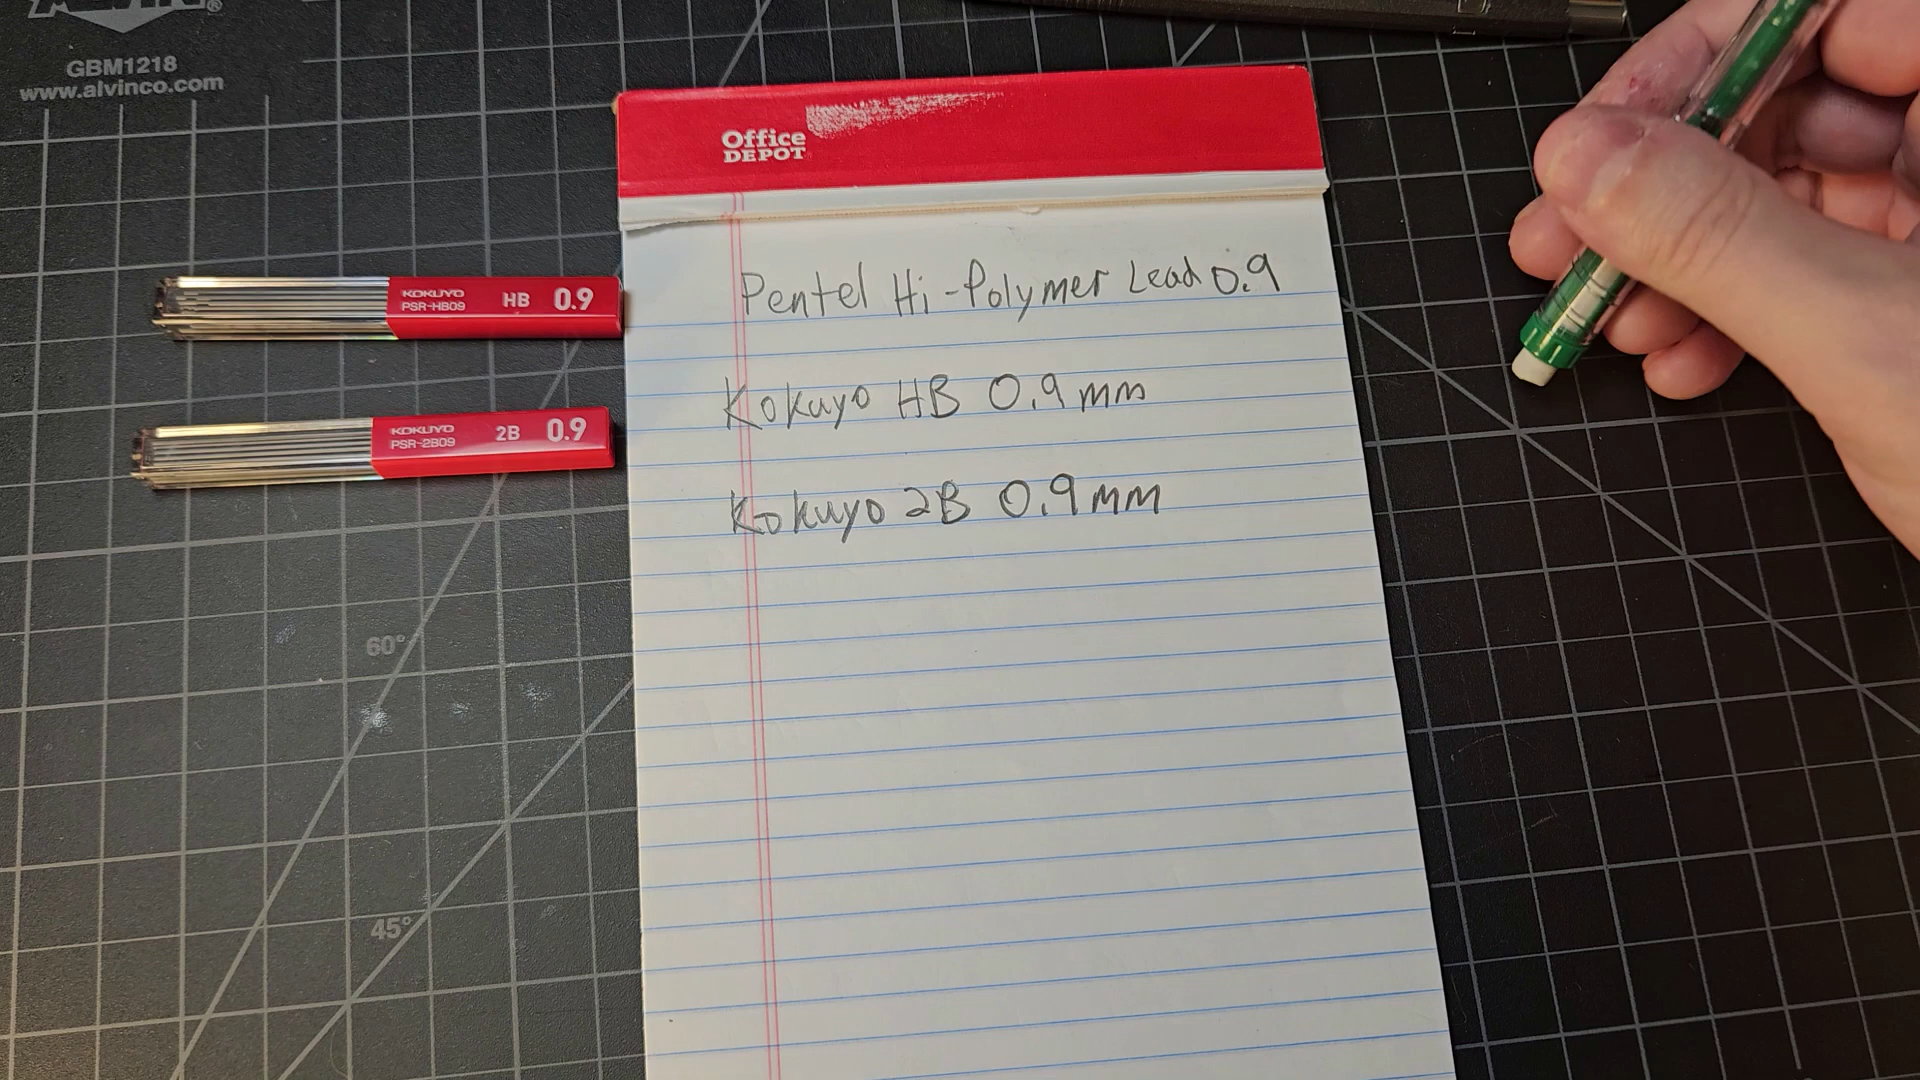 GBM1218
www.alvinco.com
Office
DEPOT
Pentel Hi-Polymer Lead 0.9
KOKUYO
PSR-HB09
HB 0.9
Kokuyo HB 0.9mm
KOKUYO
PSR-2B09
2B 0.9
Kokuyo 2B 0.9mm
60°
45°